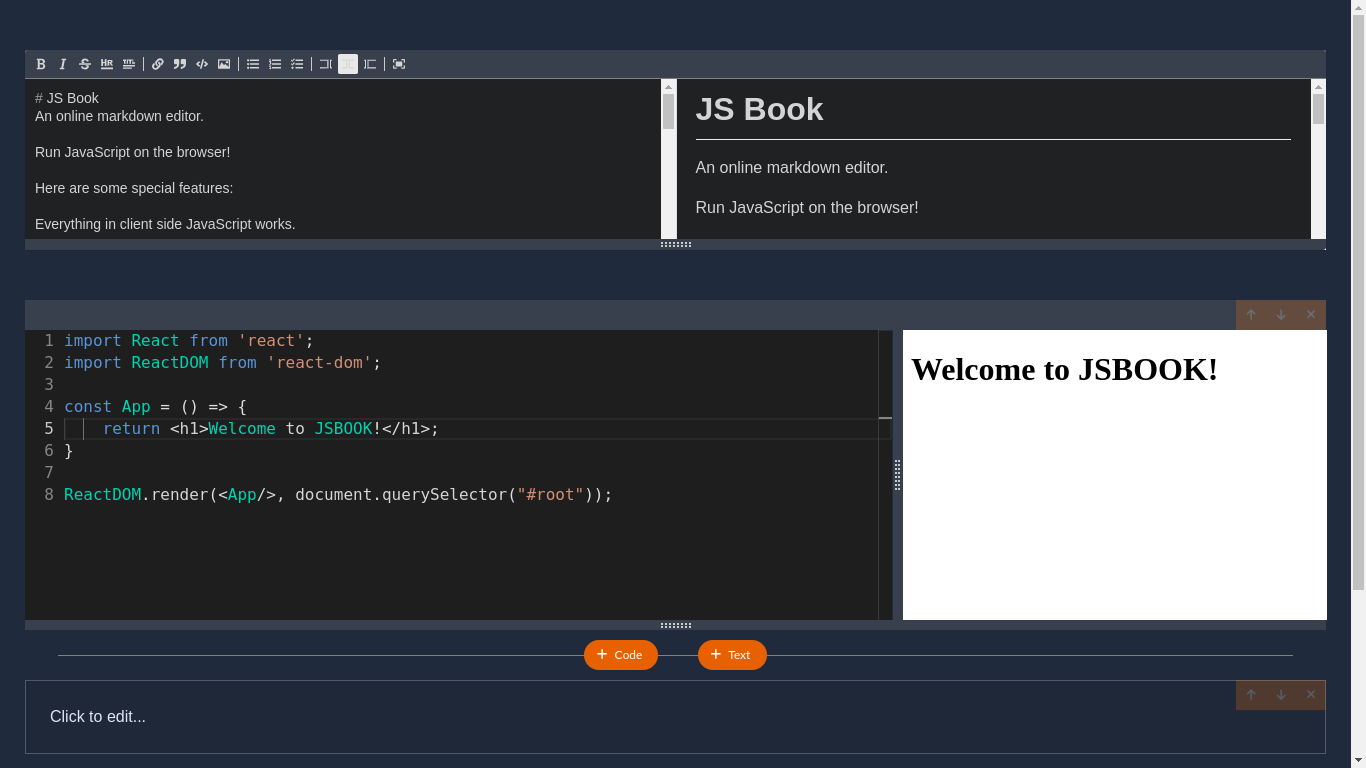 B I S HR TITLE
# JS Book
An online markdown editor.
Run JavaScript on the browser!
Here are some special features:
Everything in client side JavaScript works.
JS Book
An online markdown editor.
Run JavaScript on the browser!
1 import React from 'react';
2 import ReactDOM from 'react-dom';
3
4 const App = () => {
5     return <h1>Welcome to JSBOOK!</h1>;
6 }
7
8 ReactDOM.render(<App/>, document.querySelector("#root"));
Welcome to JSBOOK!
+ Code
+ Text
Click to edit...